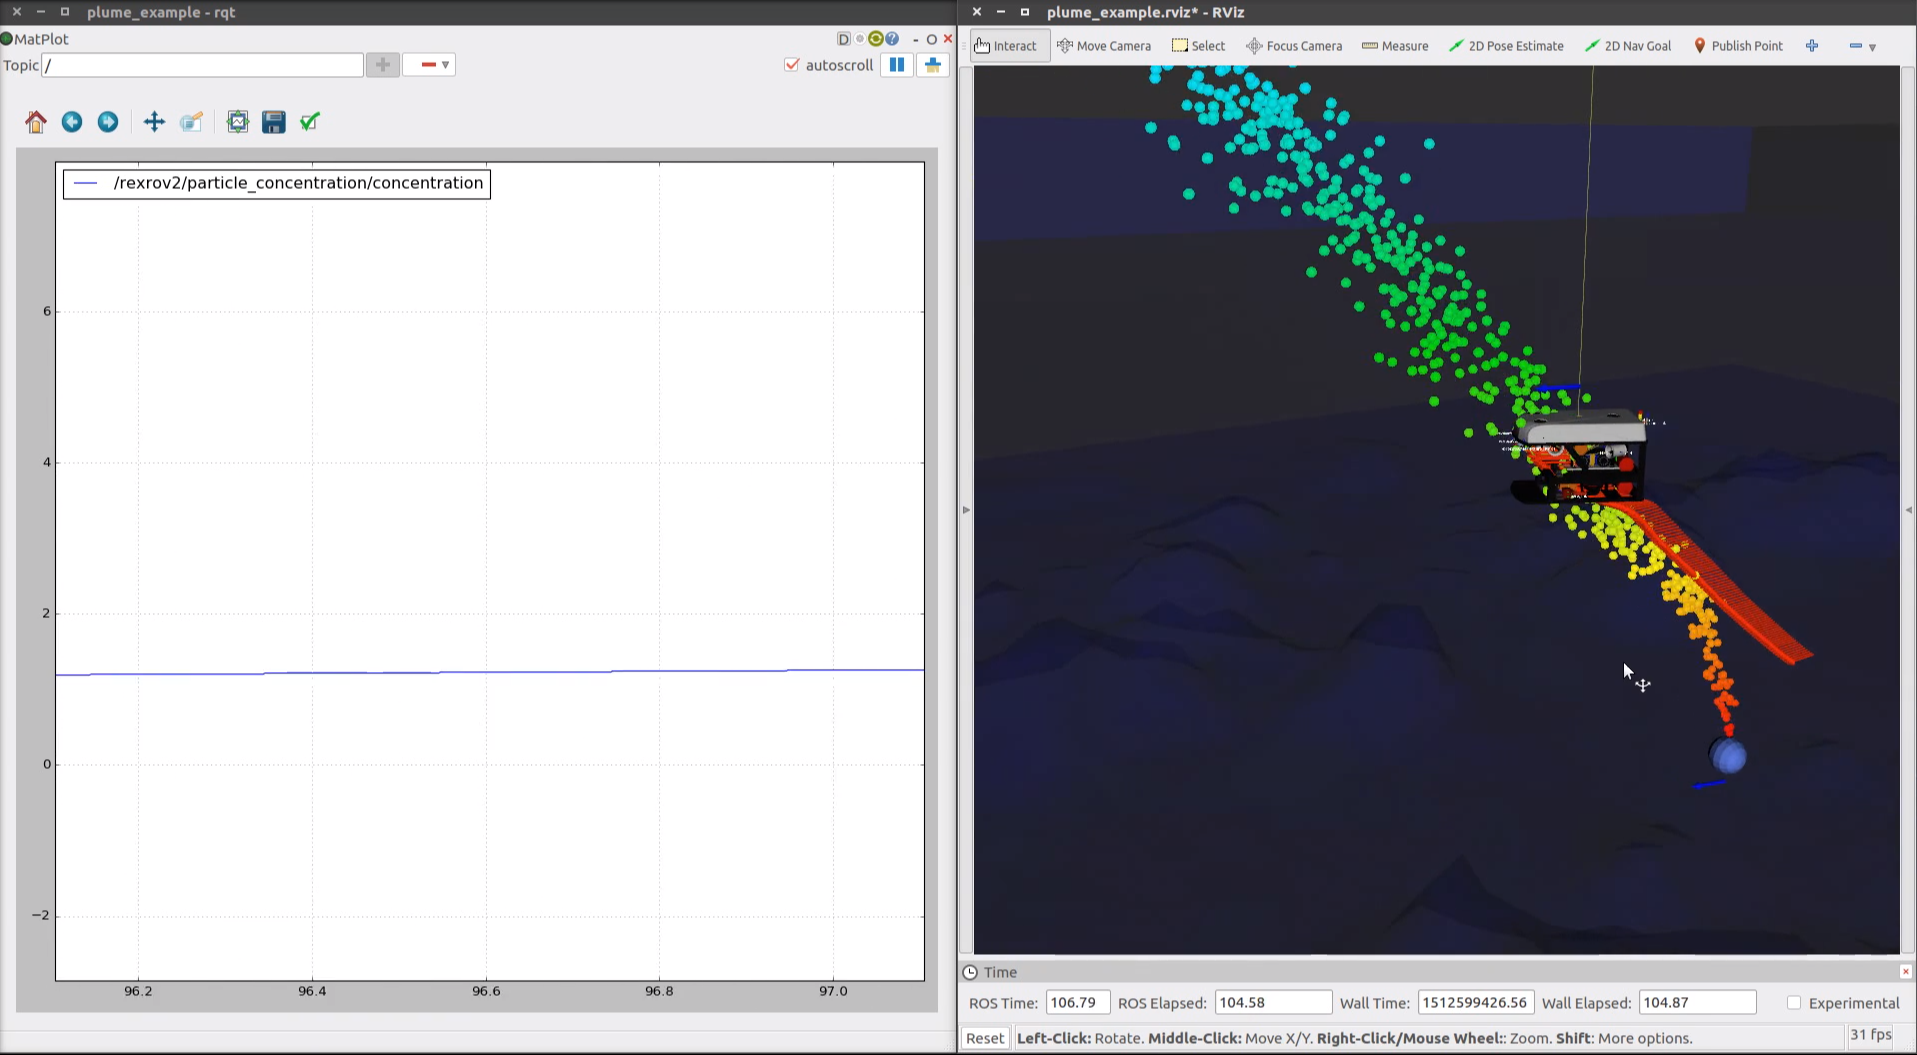 plume_example - rqt
MatPlot
D
Topic /
autoscroll
/rexrov2/particle_concentration/concentration
6
4
2
0
−2
96.2 96.4 96.6 96.8 97.0
plume_example.rviz* - RViz
Interact Move Camera Select Focus Camera Measure 2D Pose Estimate 2D Nav Goal Publish Point
Time
ROS Time: 106.79 ROS Elapsed: 104.58 Wall Time: 1512599426.56 Wall Elapsed: 104.87 Experimental
Reset Left-Click: Rotate. Middle-Click: Move X/Y. Right-Click/Mouse Wheel:: Zoom. Shift: More options. 31 fps